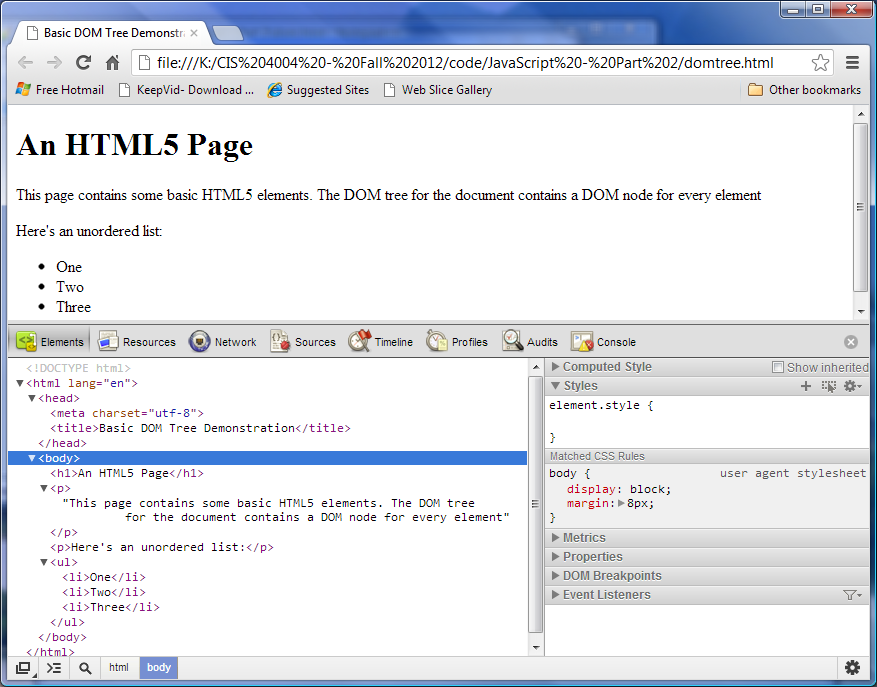 Basic DOM Tree Demonstr
file:///K:/CIS%204004%20-%20Fall%202012/code/JavaScript%20-%20Part%202/domtree.html
Free Hotmail KeepVid- Download ... Suggested Sites Web Slice Gallery Other bookmarks
An HTML5 Page
This page contains some basic HTML5 elements. The DOM tree for the document contains a DOM node for every element
Here's an unordered list:
• One
• Two
• Three
Elements Resources Network Sources Timeline Profiles Audits Console
<!DOCTYPE html>
▼<html lang="en">
▼<head>
<meta charset="utf-8">
<title>Basic DOM Tree Demonstration</title>
</head>
▼<body>
<h1>An HTML5 Page</h1>
▼<p>
"This page contains some basic HTML5 elements. The DOM tree
for the document contains a DOM node for every element"
</p>
<p>Here's an unordered list:</p>
▼<ul>
<li>One</li>
<li>Two</li>
<li>Three</li>
</ul>
</body>
</html>
▶ Computed Style Show inherited
▼ Styles
element.style {
}
Matched CSS Rules
body { user agent stylesheet
display: block;
margin:▶8px;
}
▶ Metrics
▶ Properties
▶ DOM Breakpoints
▶ Event Listeners
html body